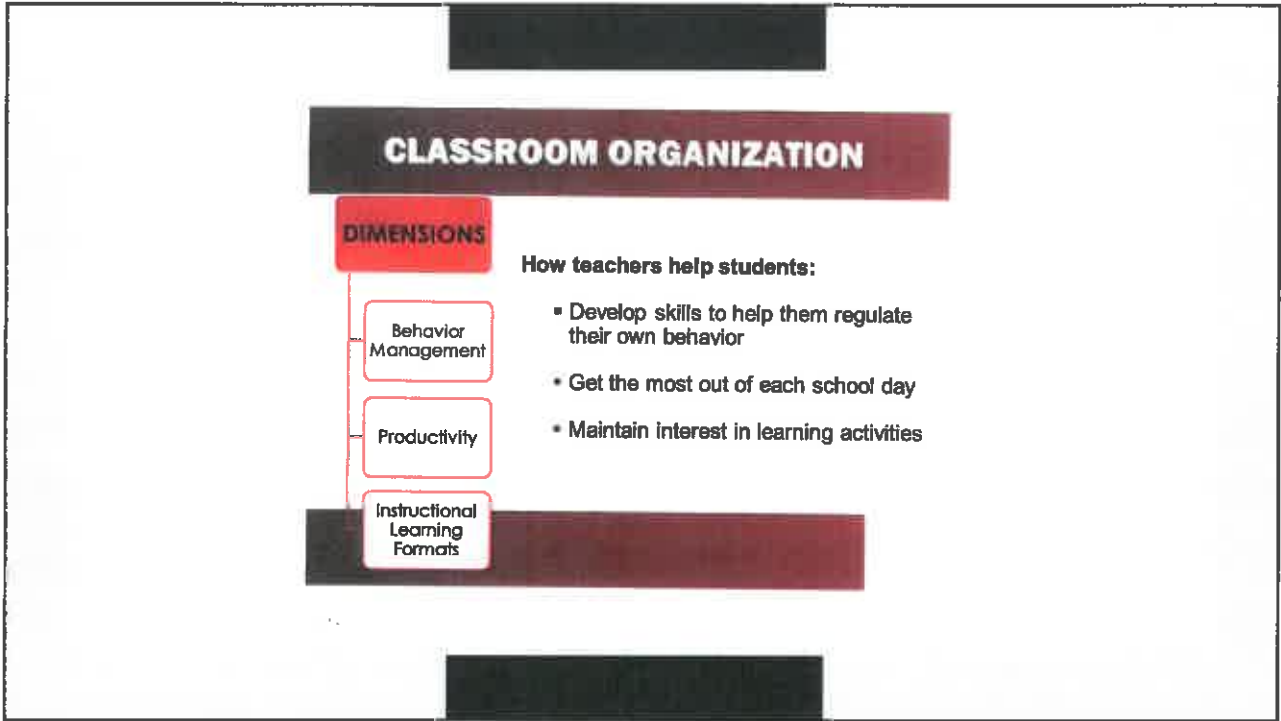 CLASSROOM ORGANIZATION
DIMENSIONS
Behavior
Management
Productivity
Instructional
Learning
Formats
How teachers help students:
▪ Develop skills to help them regulate
their own behavior
▪ Get the most out of each school day
▪ Maintain interest in learning activities